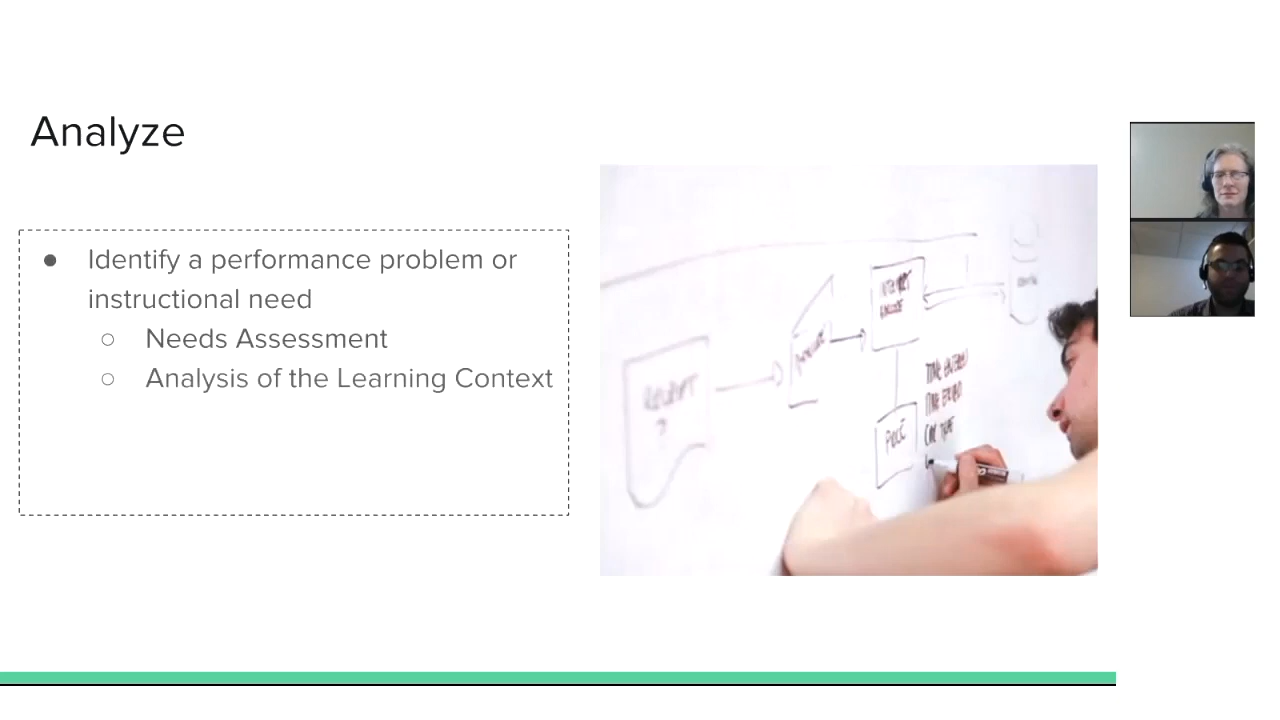 Analyze
● Identify a performance problem or
instructional need
○ Needs Assessment
○ Analysis of the Learning Context